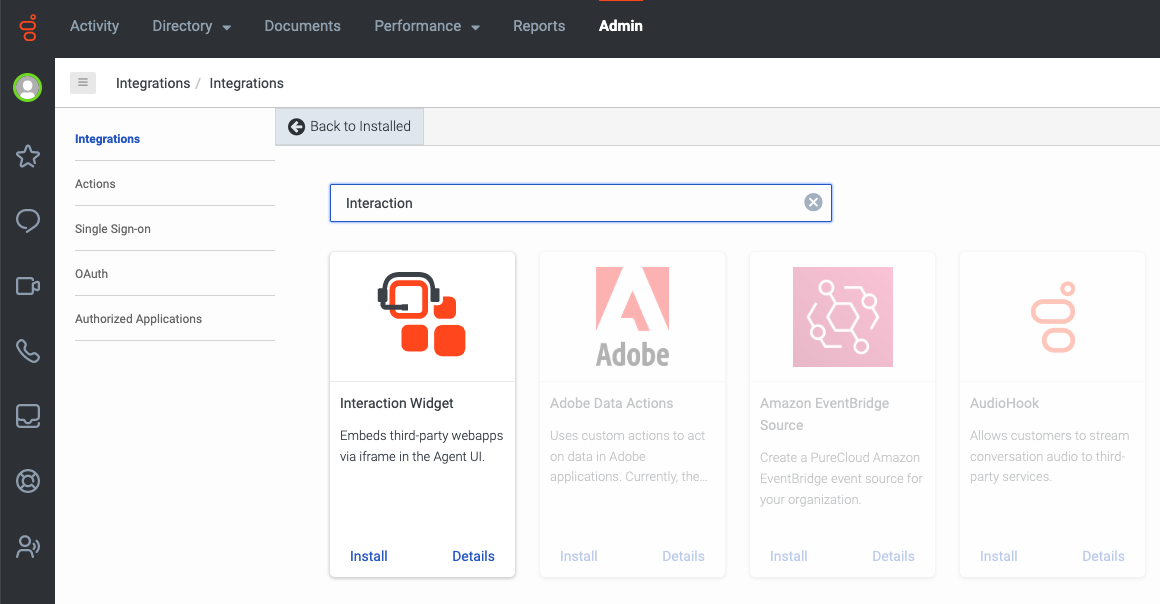 Activity Directory Documents Performance Reports Admin
Integrations / Integrations
Integrations
Actions
Single Sign-on
OAuth
Authorized Applications
Back to Installed
Interaction
Interaction Widget
Embeds third-party webapps
via iframe in the Agent UI.
Install Details
Adobe
Adobe Data Actions
Uses custom actions to act
on data in Adobe
applications. Currently, the...
Install Details
Amazon EventBridge
Source
Create a PureCloud Amazon
EventBridge event source for
your organization.
Install Details
AudioHook
Allows customers to stream
conversation audio to third-
party services.
Install Details